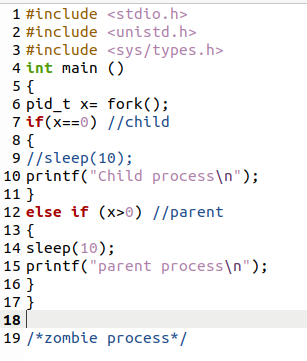 1 #include <stdio.h>
2 #include <unistd.h>
3 #include <sys/types.h>
4 int main ()
5 {
6 pid_t x= fork();
7 if(x==0) //child
8 {
9 //sleep(10);
10 printf("Child process\n");
11 }
12 else if (x>0) //parent
13 {
14 sleep(10);
15 printf("parent process\n");
16 }
17 }
18
19 /*zombie process*/